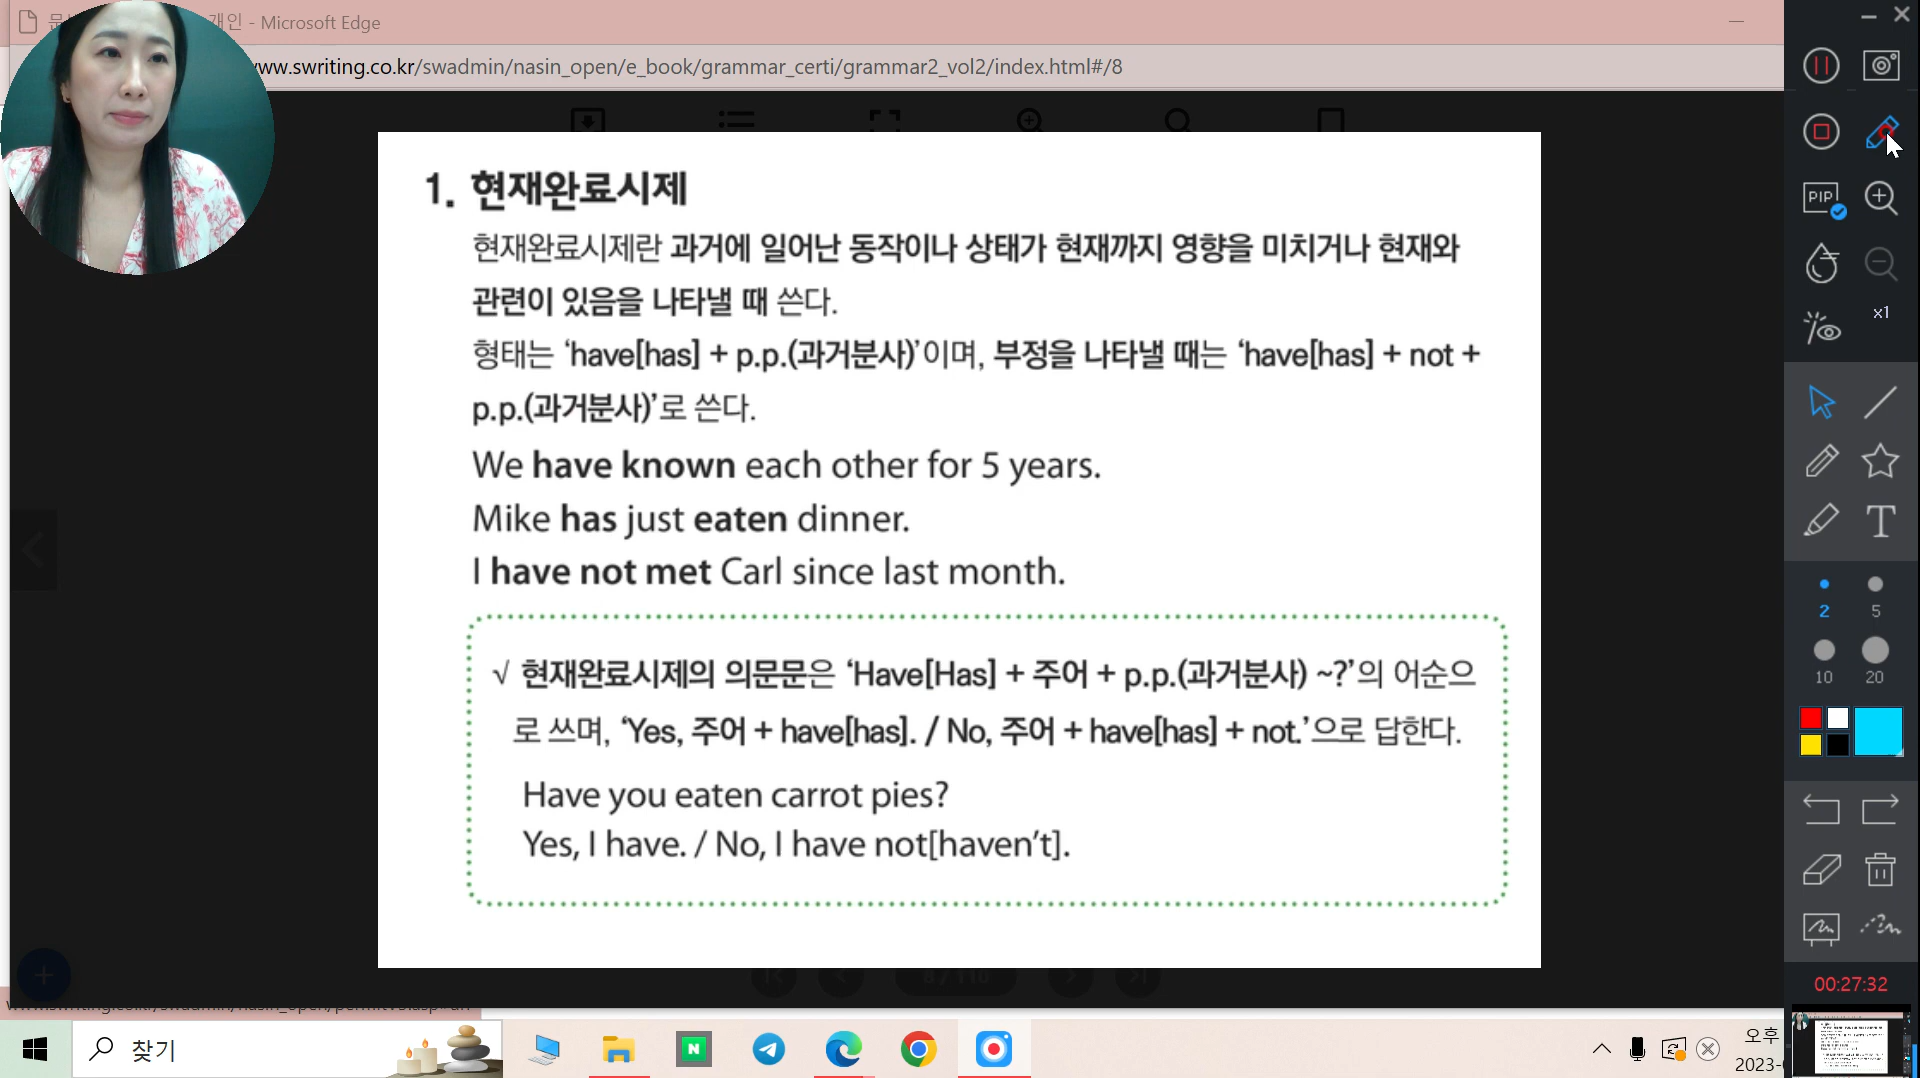 개인 - Microsoft Edge
www.swriting.co.kr/swadmin/nasin_open/e_book/grammar_certi/grammar2_vol2/index.html#/8
1. 현재완료시제
현재완료시제란 과거에 일어난 동작이나 상태가 현재까지 영향을 미치거나 현재와
관련이 있음을 나타낼 때 쓴다.
형태는 ‘have[has] + p.p.(과거분사)’이며, 부정을 나타낼 때는 ‘have[has] + not +
p.p.(과거분사)’로 쓴다.
We have known each other for 5 years.
Mike has just eaten dinner.
I have not met Carl since last month.
√ 현재완료시제의 의문문은 ‘Have[Has] + 주어 + p.p.(과거분사) ~?’의 어순으
로 쓰며, ‘Yes, 주어 + have[has]. / No, 주어 + have[has] + not.’으로 답한다.
Have you eaten carrot pies?
Yes, I have. / No, I have not[haven’t].
PIP
x1
T
2
5
10
20
00:27:32
찾기
N
오후
2023-